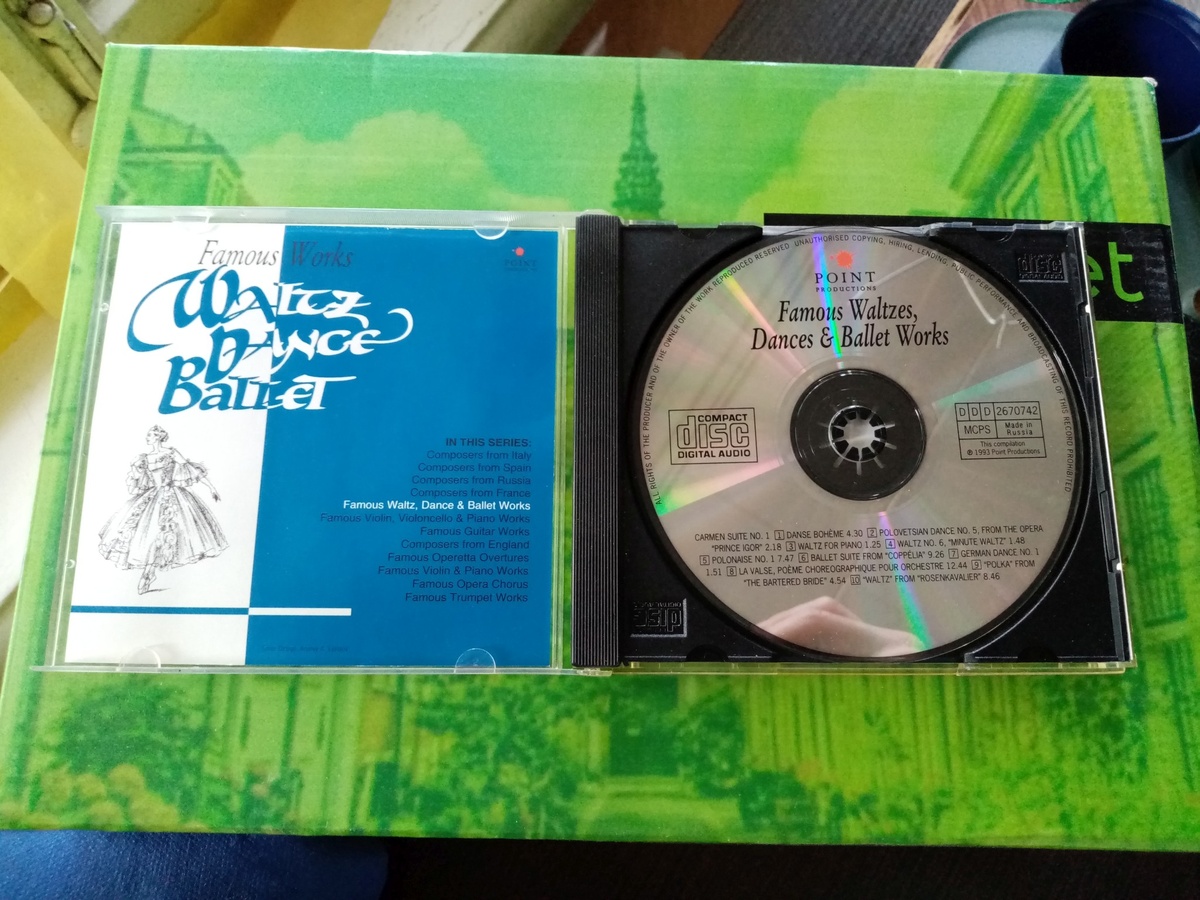 Famous Works
WALTZ
DANCE
BALLET
POINT
IN THIS SERIES:
Composers from Italy
Composers from Spain
Composers from Russia
Composers from France
Famous Waltz, Dance & Ballet Works
Famous Violin, Violoncello & Piano Works
Famous Guitar Works
Composers from England
Famous Operetta Overtures
Famous Violin & Piano Works
Famous Opera Chorus
Famous Trumpet Works
ALL RIGHTS OF THE PRODUCER AND OF THE OWNER OF THE WORK REPRODUCED RESERVED UNAUTHORISED COPYING, HIRING, LENDING, PUBLIC PERFORMANCE AND BROADCASTING OF THIS RECORD PROHIBITED
POINT
PRODUCTIONS
Famous Waltzes,
Dances & Ballet Works
COMPACT
disc
DIGITAL AUDIO
D D D 2670742
MCPS Made in Russia
This compilation
℗ 1993 Point Productions
CARMEN SUITE NO. 1 1 DANSE BOHÈME 4.30 2 POLOVETSIAN DANCE NO. 5, FROM THE OPERA
"PRINCE IGOR" 2.18 3 WALTZ FOR PIANO 1.25 4 WALTZ NO. 6, "MINUTE WALTZ" 1.48
5 POLONAISE NO. 1 7.47 6 BALLET SUITE FROM "COPPÉLIA" 9.26 7 GERMAN DANCE NO. 1
1.51 8 LA VALSE, POÈME CHOREOGRAPHIQUE POUR ORCHESTRE 12.44 9 "POLKA" FROM
"THE BARTERED BRIDE" 4.54 10 "WALTZ" FROM "ROSENKAVALIER" 8.46
disc
DIGITAL AUDIO
disc
DIGITAL AUDIO
et